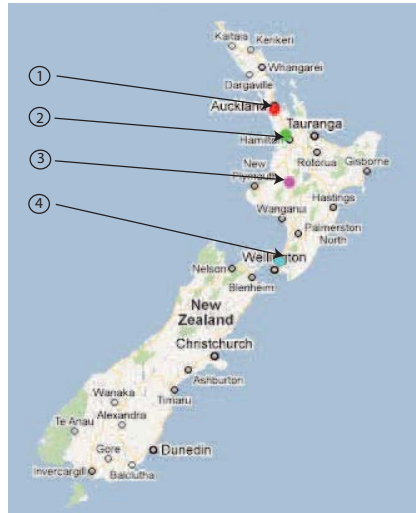 Kaitaia
Kerikeri
①
Whangarei
Dargaville
Auckland
②
Tauranga
Hamilton
③
New
Plymouth
Rotorua
Gisborne
Hastings
Wanganui
④
Palmerston
North
Wellington
Nelson
Blenheim
New
Zealand
Christchurch
Ashburton
Wanaka
Timaru
Te Anau
Alexandra
Gore
Dunedin
Invercargill
Balclutha